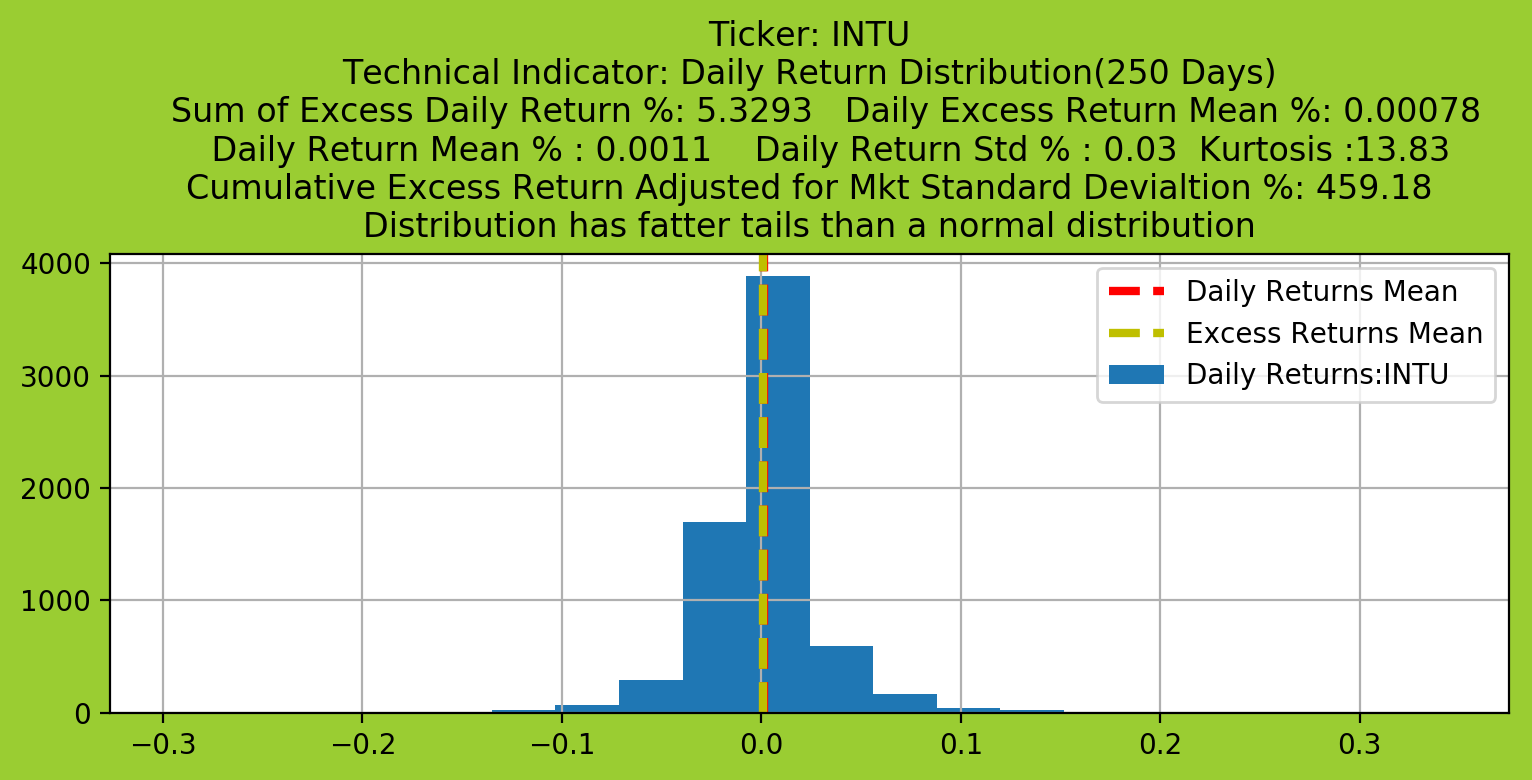 Ticker: INTU
Technical Indicator: Daily Return Distribution(250 Days)
Sum of Excess Daily Return %: 5.3293   Daily Excess Return Mean %: 0.00078
Daily Return Mean % : 0.0011    Daily Return Std % : 0.03  Kurtosis :13.83
Cumulative Excess Return Adjusted for Mkt Standard Devialtion %: 459.18
Distribution has fatter tails than a normal distribution
4000
3000
2000
1000
0
Daily Returns Mean
Excess Returns Mean
Daily Returns:INTU
−0.3
−0.2
−0.1
0.0
0.1
0.2
0.3